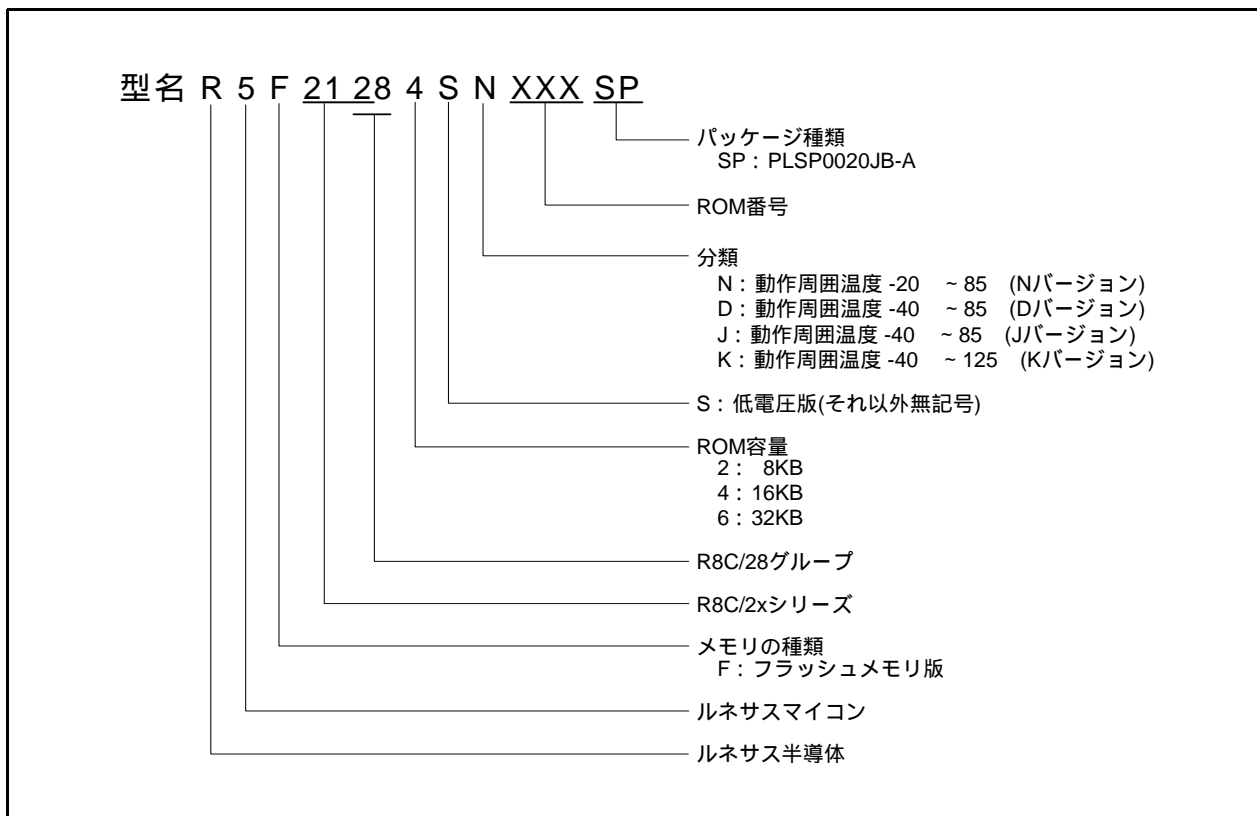 型名 R 5 F 21 28 4 S N XXX SP
パッケージ種類
SP : PLSP0020JB-A
ROM番号
分類
N : 動作周囲温度 -20 ~ 85 (Nバージョン)
D : 動作周囲温度 -40 ~ 85 (Dバージョン)
J : 動作周囲温度 -40 ~ 85 (Jバージョン)
K : 動作周囲温度 -40 ~ 125 (Kバージョン)
S : 低電圧版(それ以外無記号)
ROM容量
2 : 8KB
4 : 16KB
6 : 32KB
R8C/28グループ
R8C/2xシリーズ
メモリの種類
F : フラッシュメモリ版
ルネサスマイコン
ルネサス半導体